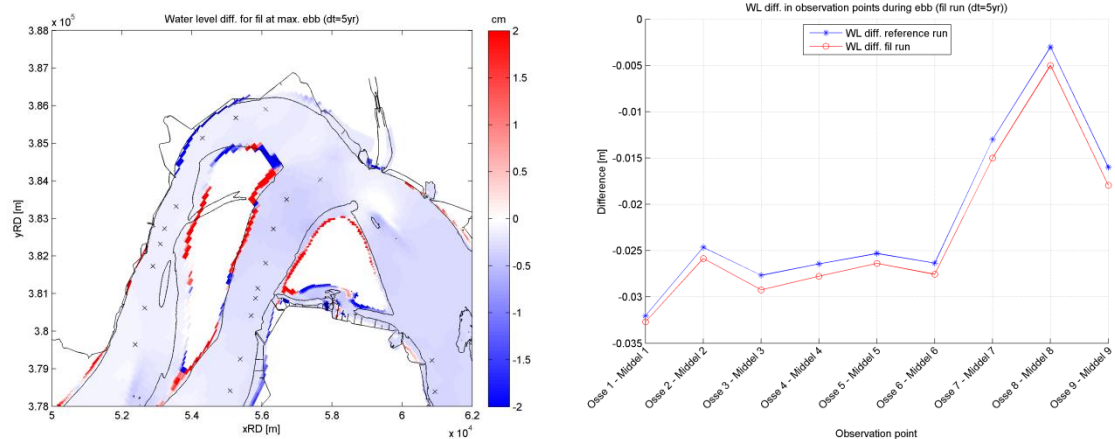 Water level diff. for fil at max. ebb (dt=5yr)
cm
x 10^5
3.88
3.87
3.86
3.85
3.84
3.83
3.82
3.81
3.8
3.79
3.78
yRD [m]
5
5.2
5.4
5.6
5.8
6
6.2
x 10^4
xRD [m]
2
1.5
1
0.5
0
-0.5
-1
-1.5
-2
WL diff. in observation points during ebb (fil run (dt=5yr))
WL diff. reference run
WL diff. fil run
0
-0.005
-0.01
-0.015
-0.02
-0.025
-0.03
-0.035
Difference [m]
Osse 1 - Middel 1
Osse 2 - Middel 2
Osse 3 - Middel 3
Osse 4 - Middel 4
Osse 5 - Middel 5
Osse 6 - Middel 6
Osse 7 - Middel 7
Osse 8 - Middel 8
Osse 9 - Middel 9
Observation point